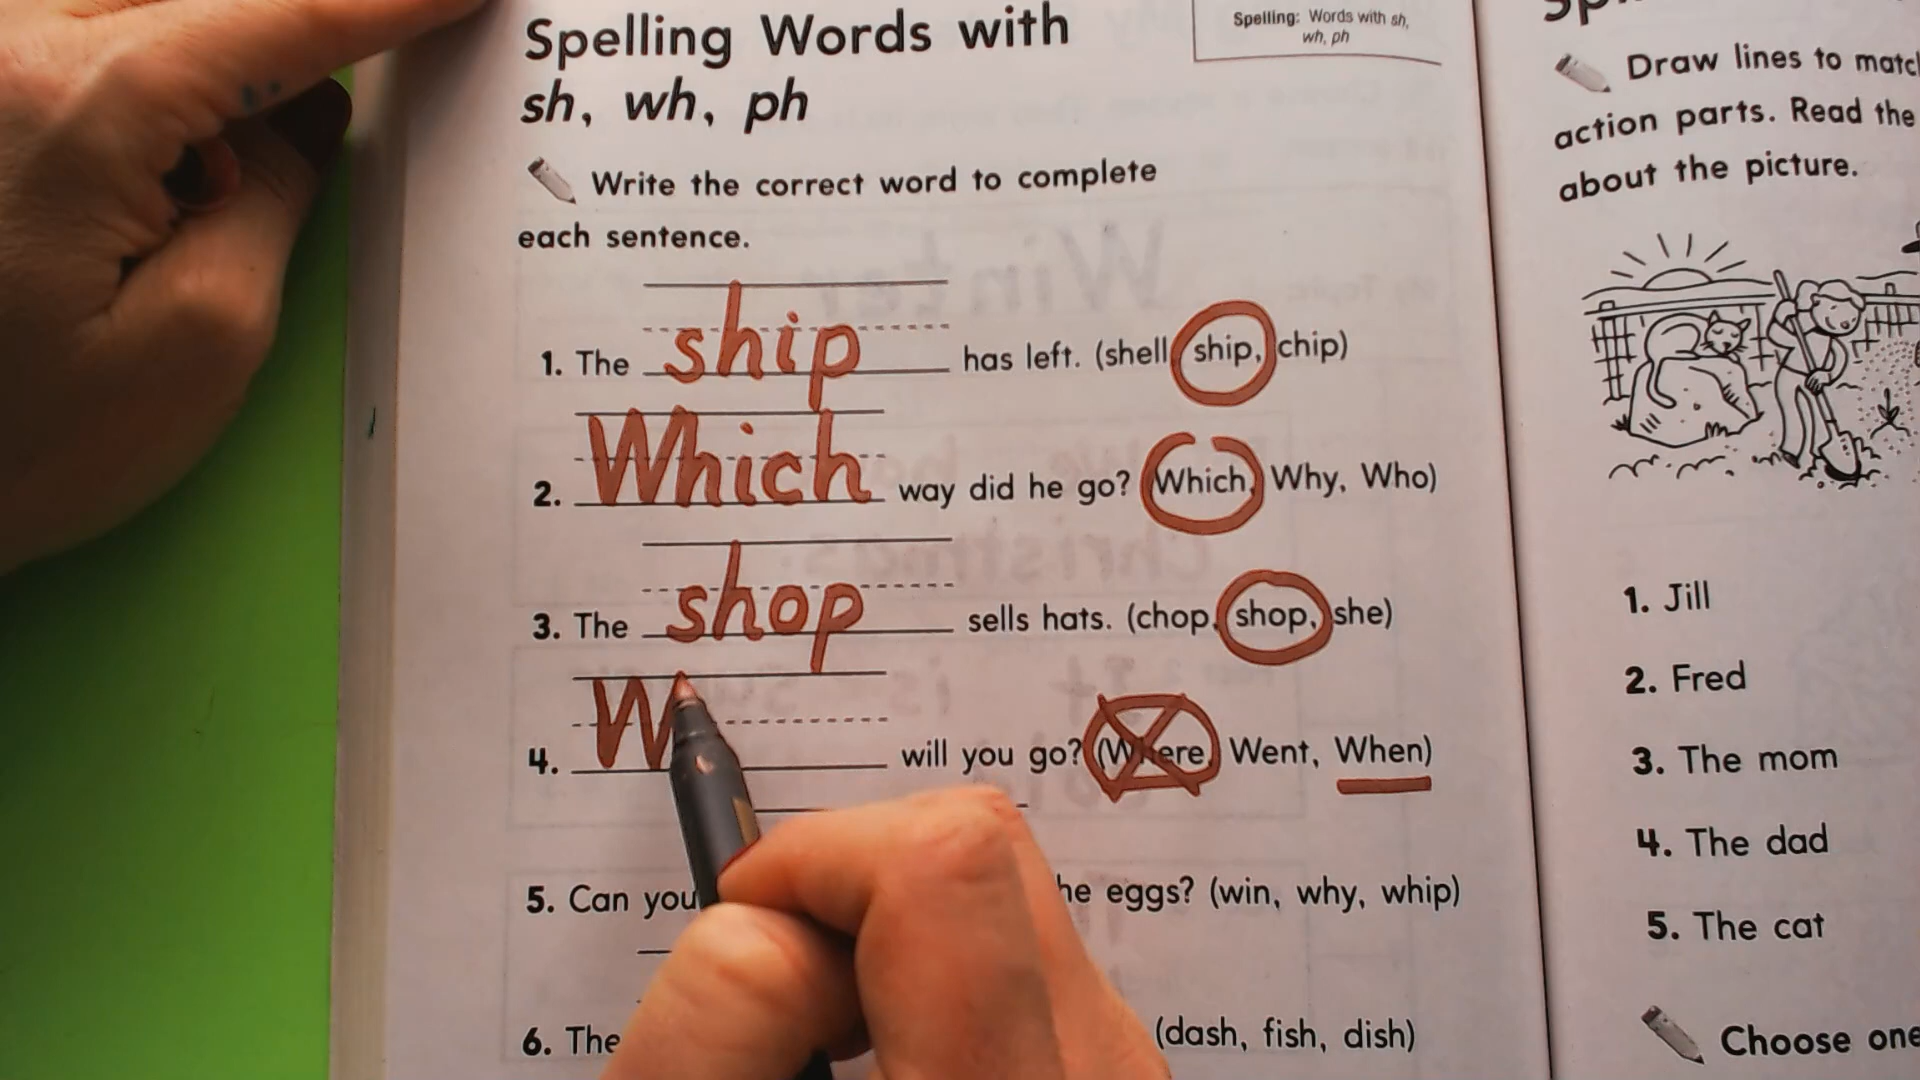 Spelling Words with
sh, wh, ph
Spelling: Words with sh,
wh, ph
Write the correct word to complete
each sentence.
1. The ship has left. (shell, ship, chip)
2. Which way did he go? (Which, Why, Who)
3. The shop sells hats. (chop, shop, she)
4. W will you go? (Where, Went, When)
5. Can you he eggs? (win, why, whip)
6. The (dash, fish, dish)
Draw lines to matc
action parts. Read the
about the picture.
1. Jill
2. Fred
3. The mom
4. The dad
5. The cat
Choose one